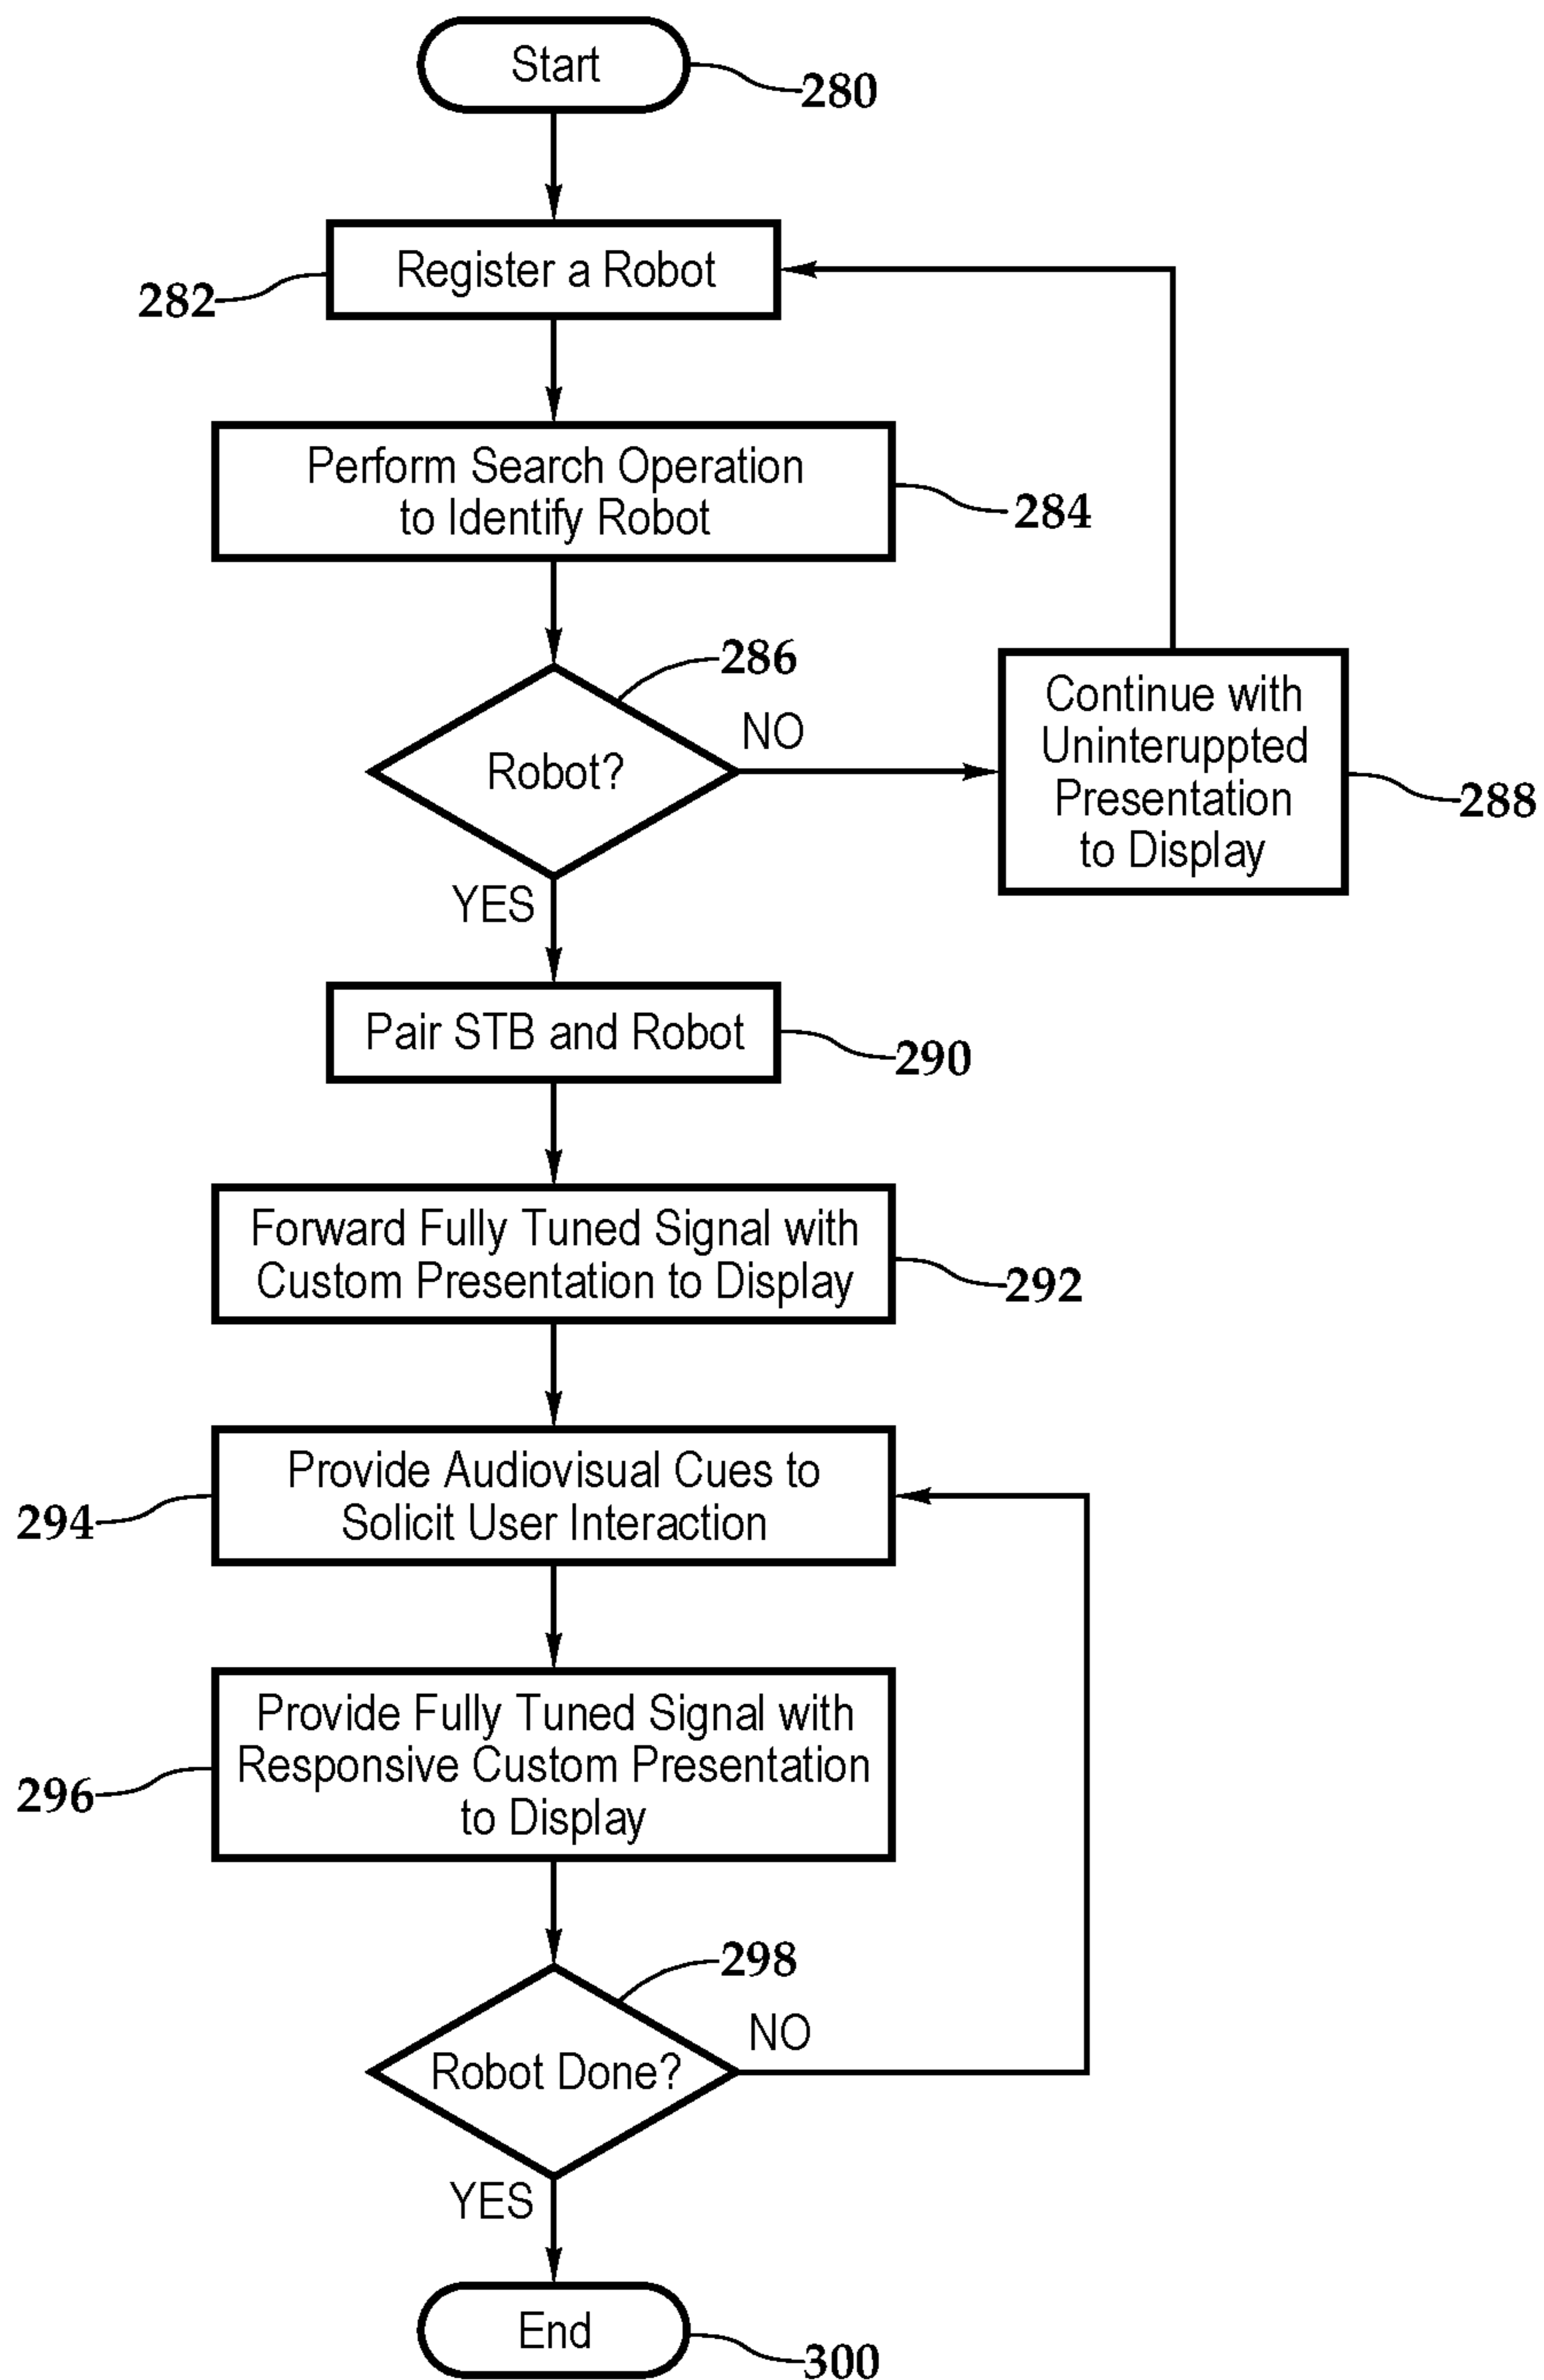 Start
280
Register a Robot
282
Perform Search Operation
to Identify Robot
284
286
Robot?
NO
Continue with
Uninteruppted
Presentation
to Display
288
YES
Pair STB and Robot
290
Forward Fully Tuned Signal with
Custom Presentation to Display
292
Provide Audiovisual Cues to
Solicit User Interaction
294
Provide Fully Tuned Signal with
Responsive Custom Presentation
to Display
296
298
NO
Robot Done?
YES
End
300